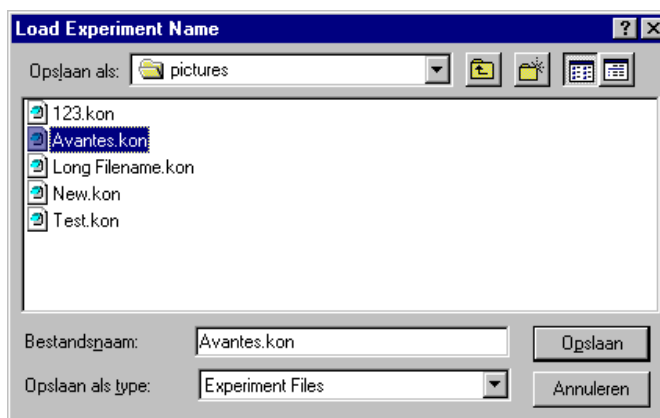 Load Experiment Name
Opslaan als: pictures
123.kon
Avantes.kon
Long Filename.kon
New.kon
Test.kon
Bestandsnaam: Avantes.kon Opslaan
Opslaan als type: Experiment Files Annuleren